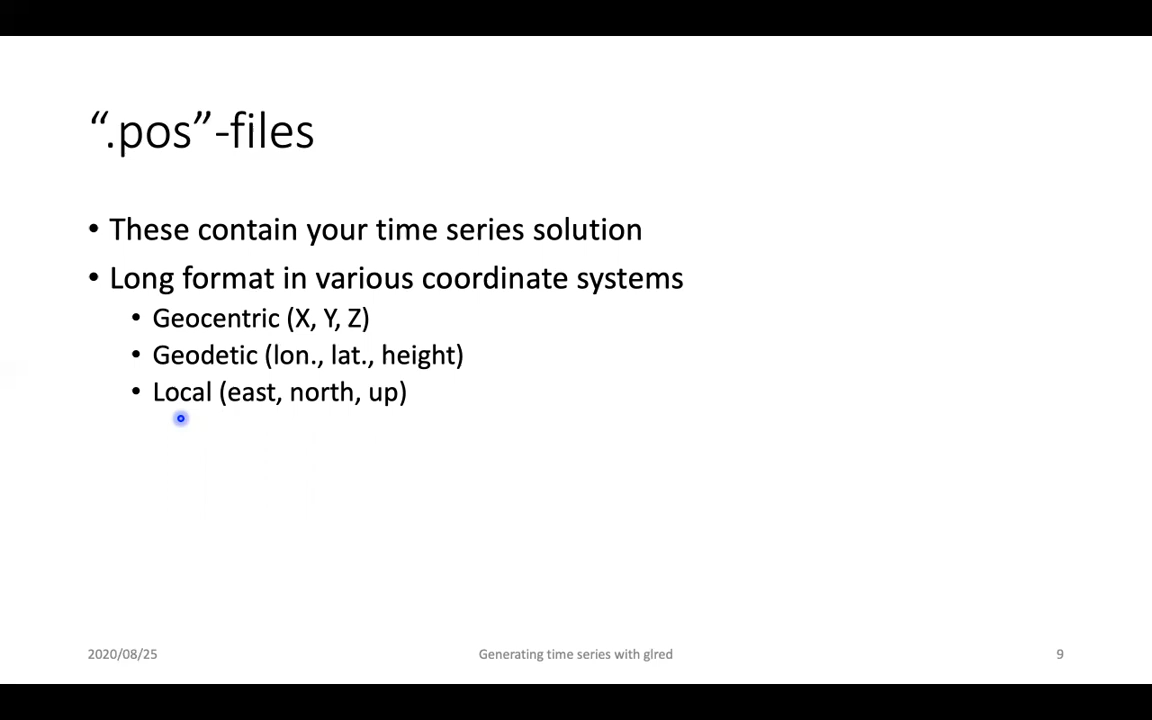 “.pos”-files
• These contain your time series solution
• Long format in various coordinate systems
• Geocentric (X, Y, Z)
• Geodetic (lon., lat., height)
• Local (east, north, up)
2020/08/25
Generating time series with glred
9